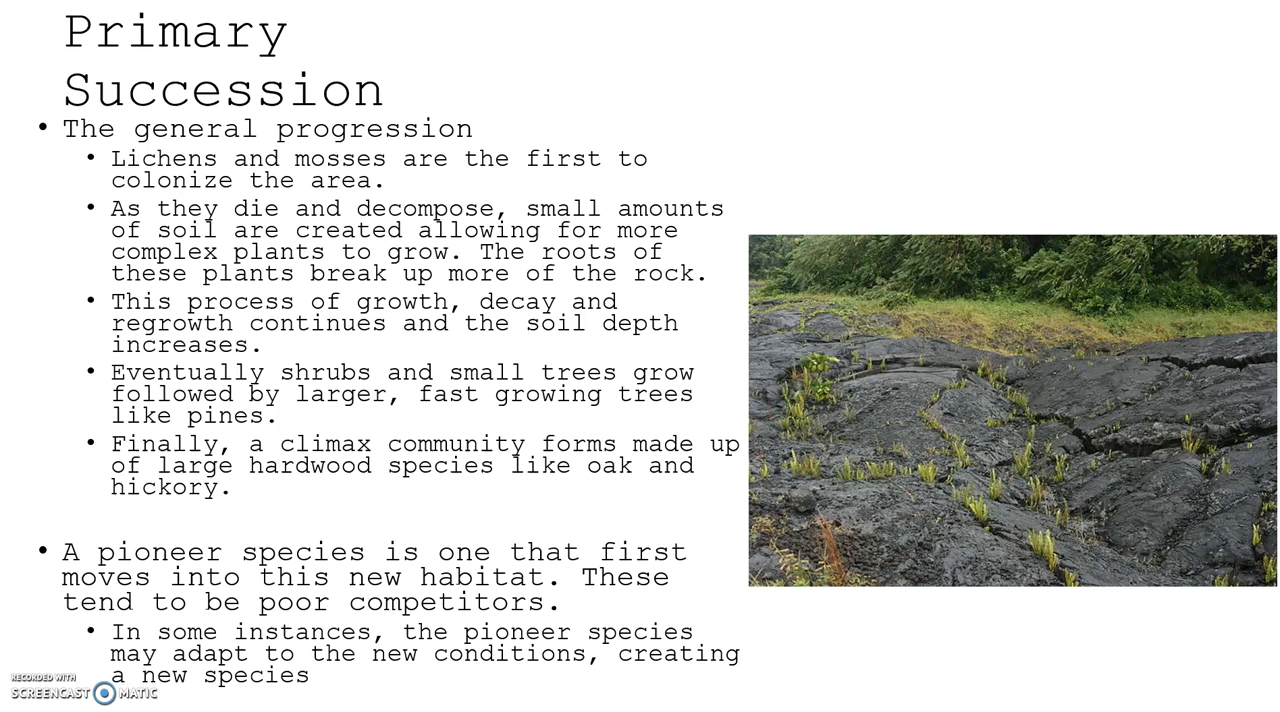 Primary
Succession
• The general progression
• Lichens and mosses are the first to
colonize the area.
• As they die and decompose, small amounts
of soil are created allowing for more
complex plants to grow. The roots of
these plants break up more of the rock.
• This process of growth, decay and
regrowth continues and the soil depth
increases.
• Eventually shrubs and small trees grow
followed by larger, fast growing trees
like pines.
• Finally, a climax community forms made up
of large hardwood species like oak and
hickory.
• A pioneer species is one that first
moves into this new habitat. These
tend to be poor competitors.
• In some instances, the pioneer species
may adapt to the new conditions, creating
a new species
RECORDED WITH
SCREENCAST MATIC